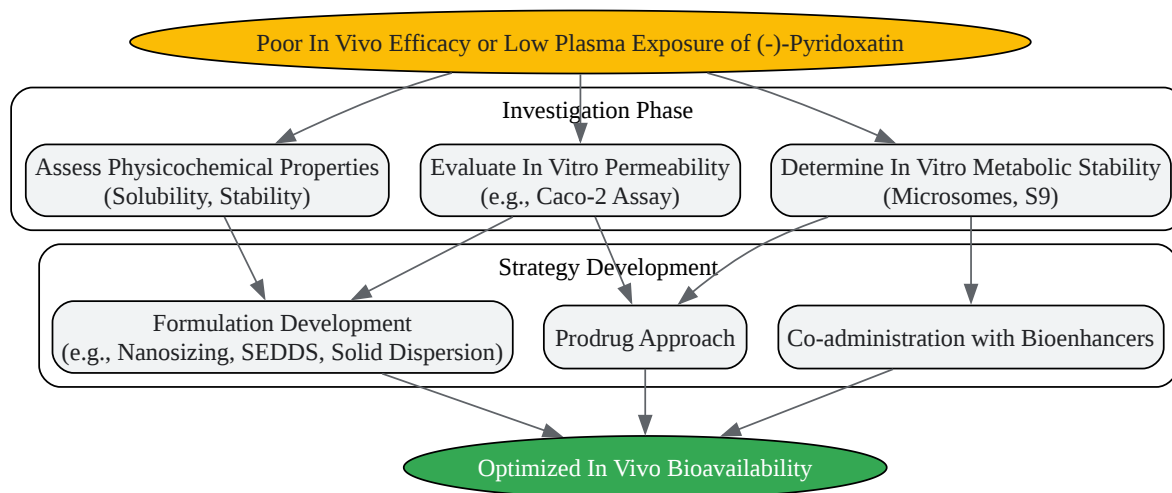 Poor In Vivo Efficacy or Low Plasma Exposure of (-)-Pyridoxatin
Investigation Phase
Assess Physicochemical Properties
(Solubility, Stability)
Evaluate In Vitro Permeability
(e.g., Caco-2 Assay)
Determine In Vitro Metabolic Stability
(Microsomes, S9)
Strategy Development
Formulation Development
(e.g., Nanosizing, SEDDS, Solid Dispersion)
Prodrug Approach
Co-administration with Bioenhancers
Optimized In Vivo Bioavailability